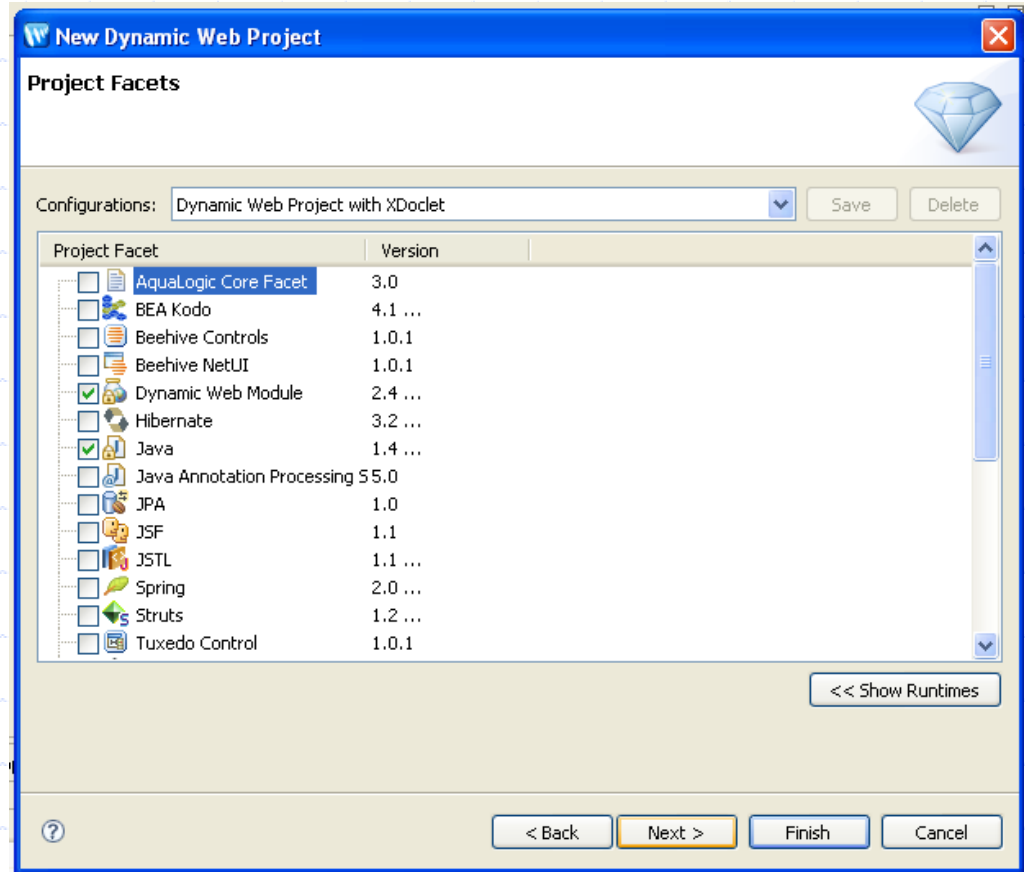 New Dynamic Web Project
Project Facets
Configurations: Dynamic Web Project with XDoclet Save Delete
Project Facet Version
AquaLogic Core Facet 3.0
BEA Kodo 4.1 ...
Beehive Controls 1.0.1
Beehive NetUI 1.0.1
Dynamic Web Module 2.4 ...
Hibernate 3.2 ...
Java 1.4 ...
Java Annotation Processing S 5.0
JPA 1.0
JSF 1.1
JSTL 1.1 ...
Spring 2.0 ...
Struts 1.2 ...
Tuxedo Control 1.0.1
<< Show Runtimes
< Back Next > Finish Cancel